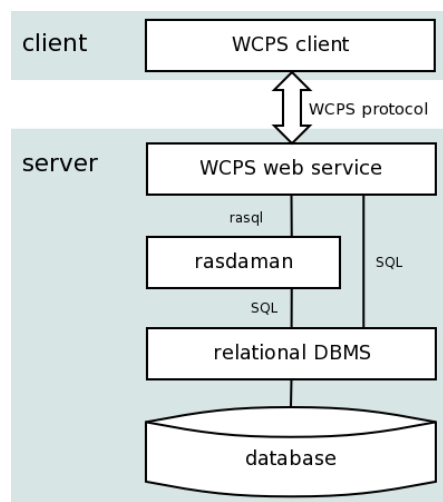 client
WCPS client
WCPS protocol
server
WCPS web service
rasql
rasdaman
SQL
SQL
relational DBMS
database